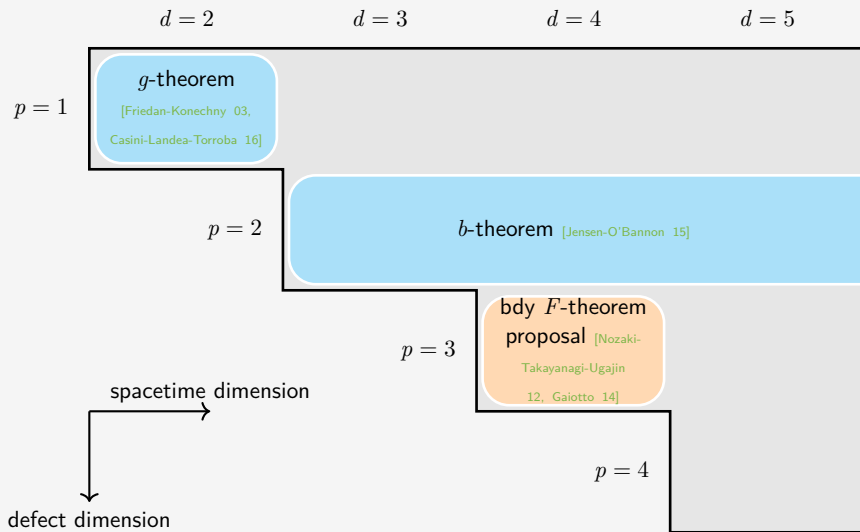 d = 2 d = 3 d = 4 d = 5
p = 1
g-theorem
[Friedan-Konechny 03,
Casini-Landea-Torroba 16]
p = 2
b-theorem [Jensen-O'Bannon 15]
p = 3
bdy F-theorem
proposal [Nozaki-
Takayanagi-Ugajin
12, Gaiotto 14]
spacetime dimension
p = 4
defect dimension